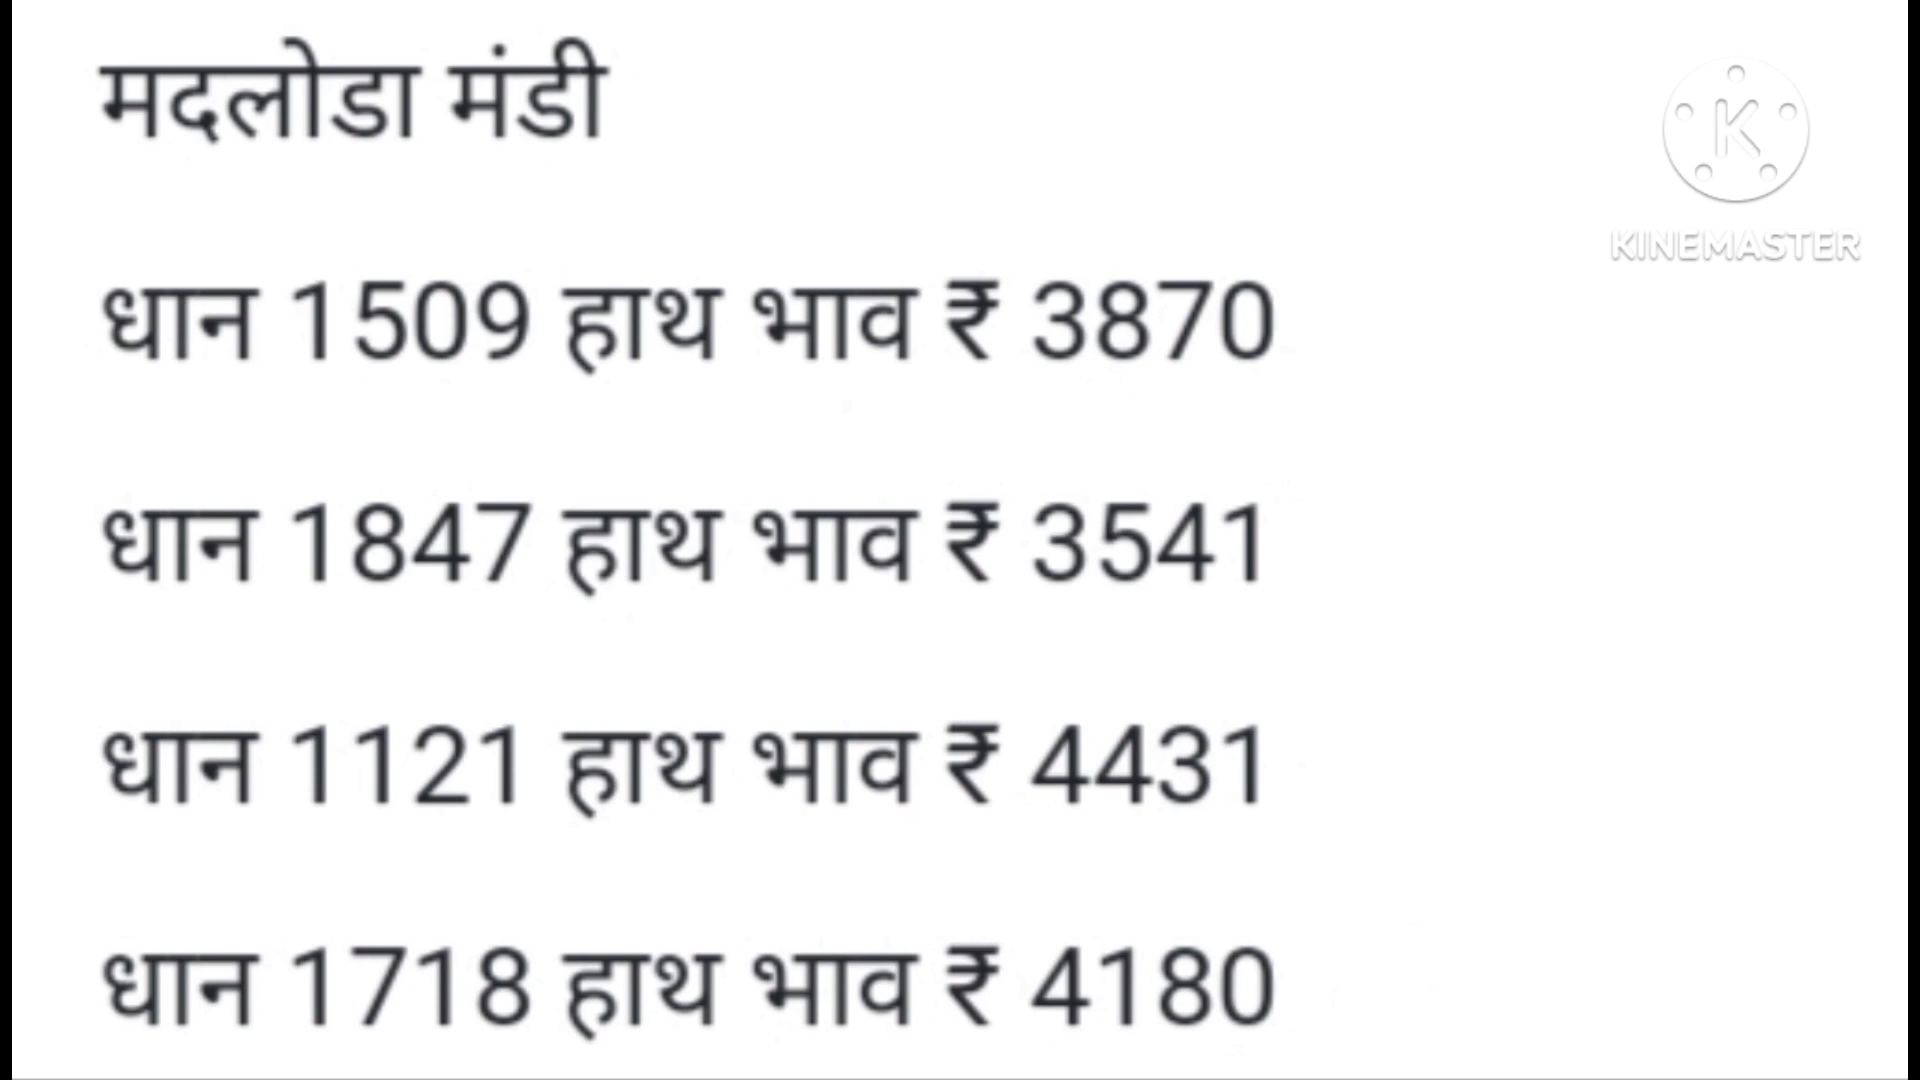 मदलोडा मंडी
K
KINEMASTER
धान 1509 हाथ भाव ₹ 3870
धान 1847 हाथ भाव ₹ 3541
धान 1121 हाथ भाव ₹ 4431
धान 1718 हाथ भाव ₹ 4180